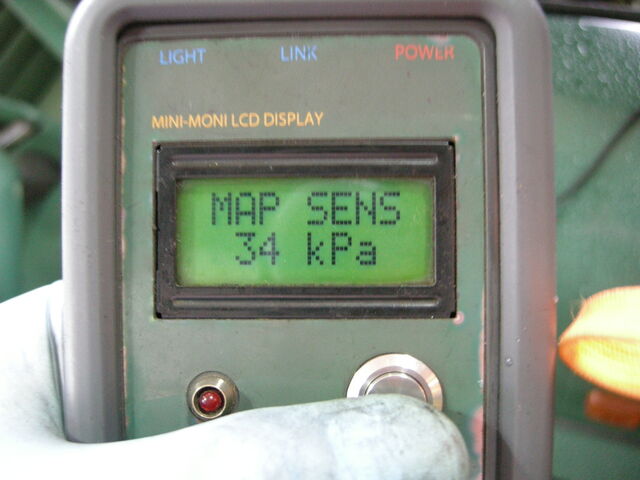 LIGHT LINK POWER
MINI-MONI LCD DISPLAY
MAP SENS
34 kPa